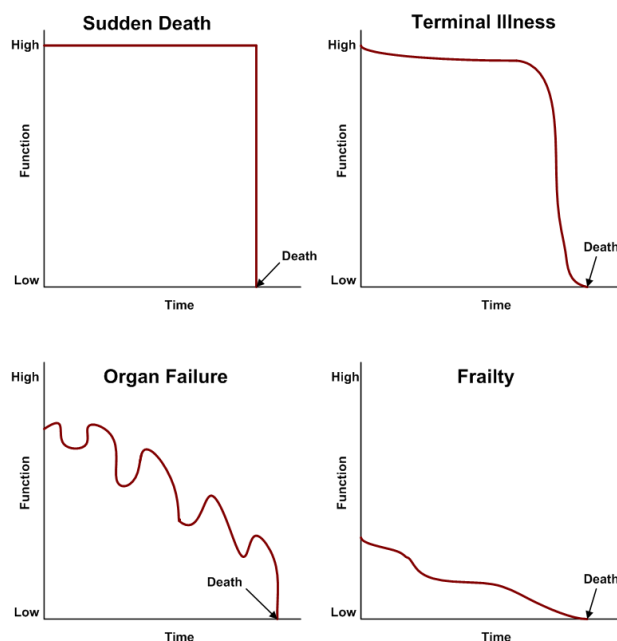 Sudden Death
High
Function
Low
Death
Time
Terminal Illness
High
Function
Low
Death
Time
Organ Failure
High
Function
Low
Death
Time
Frailty
High
Function
Low
Death
Time